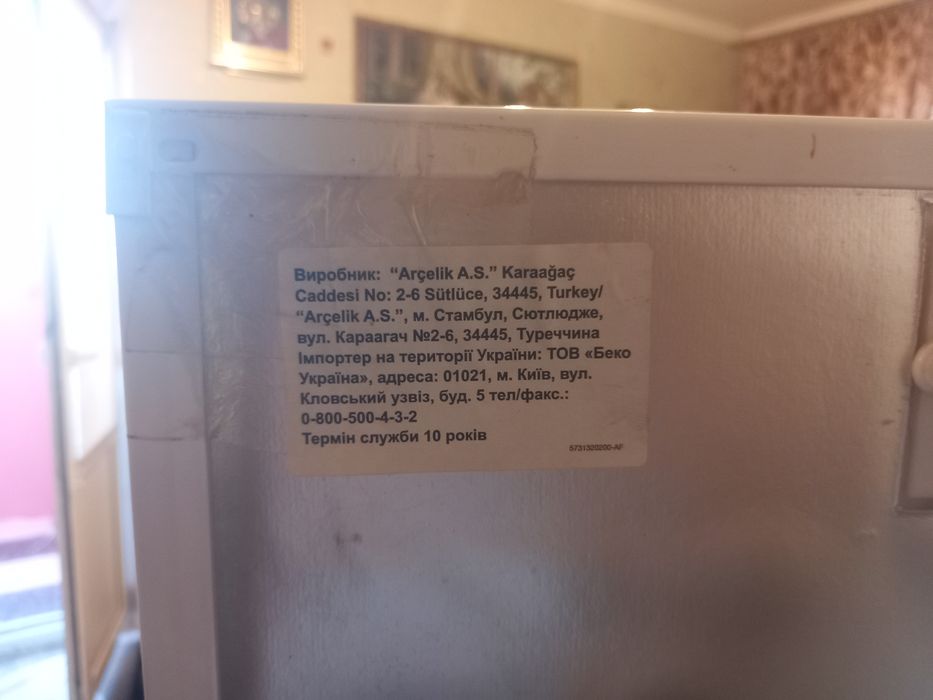 Виробник: “Arçelik A.S.” Karaağaç
Caddesi No: 2-6 Sütlüce, 34445, Turkey/
“Arçelik A.S.”, м. Стамбул, Сютлюдже,
вул. Караагач №2-6, 34445, Туреччина
Імпортер на території України: ТОВ «Беко
Україна», адреса: 01021, м. Київ, вул.
Кловський узвіз, буд. 5 тел/факс.:
0-800-500-4-3-2
Термін служби 10 років
5731320200-AF